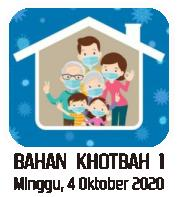 BAHAN KHOTBAH 1
Minggu, 4 Oktober 2020